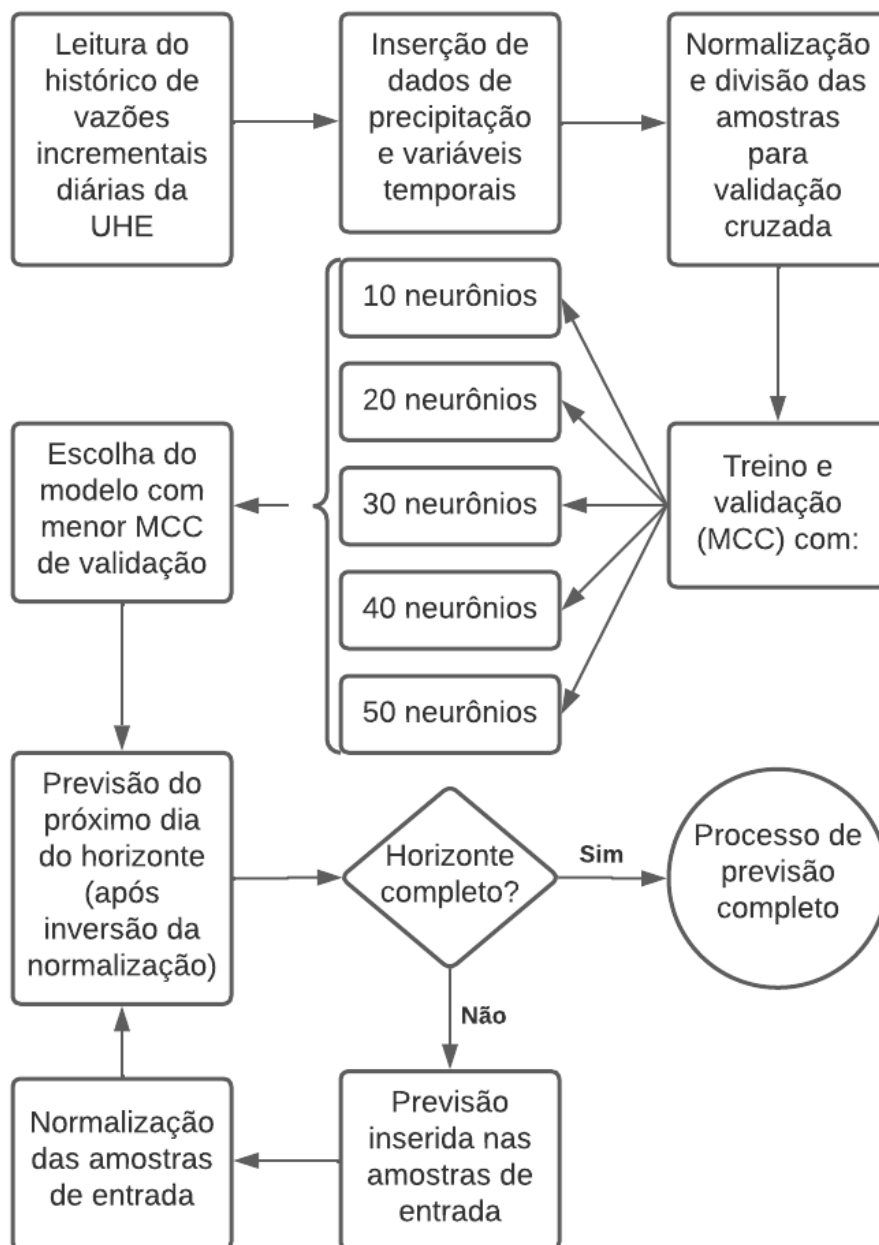 Leitura do
histórico de
vazões
incrementais
diárias da
UHE
Inserção de
dados de
precipitação
e variáveis
temporais
Normalização
e divisão das
amostras
para
validação
cruzada
10 neurônios
20 neurônios
30 neurônios
40 neurônios
50 neurônios
Treino e
validação
(MCC) com:
Escolha do
modelo com
menor MCC
de validação
Previsão do
próximo dia
do horizonte
(após
inversão da
normalização)
Horizonte
completo?
Sim
Processo de
previsão
completo
Não
Previsão
inserida nas
amostras de
entrada
Normalização
das amostras
de entrada